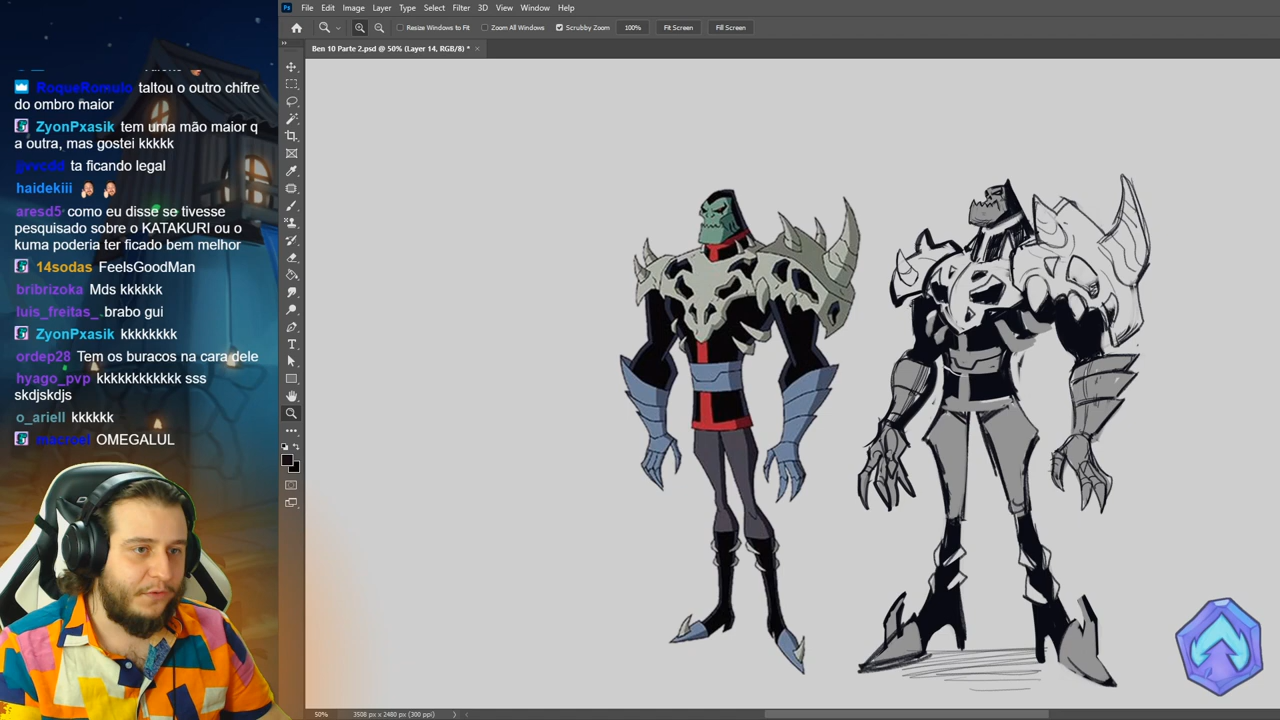 File Edit Image Layer Type Select Filter 3D View Window Help
Resize Windows to Fit Zoom All Windows Scrubby Zoom 100% Fit Screen Fill Screen
Ben 10 Parte 2.psd @ 50% (Layer 14, RGB/8) *
RoqueRomulo taltou o outro chifre
do ombro maior
ZyonPxasik tem uma mão maior q
a outra, mas gostei kkkkk
jjvvcdd ta ficando legal
haidekiii
aresd5 como eu disse se tivesse
pesquisado sobre o KATAKURI ou o
kuma poderia ter ficado bem melhor
14sodas FeelsGoodMan
bribrizoka Mds kkkkkk
luis_freitas_ brabo gui
ZyonPxasik kkkkkkkk
ordep28 Tem os buracos na cara dele
hyago_pvp kkkkkkkkkkkk sss
skdjskdjs
o_ariell kkkkkk
macroel OMEGALUL
50% 3508 px x 2480 px (300 ppi)